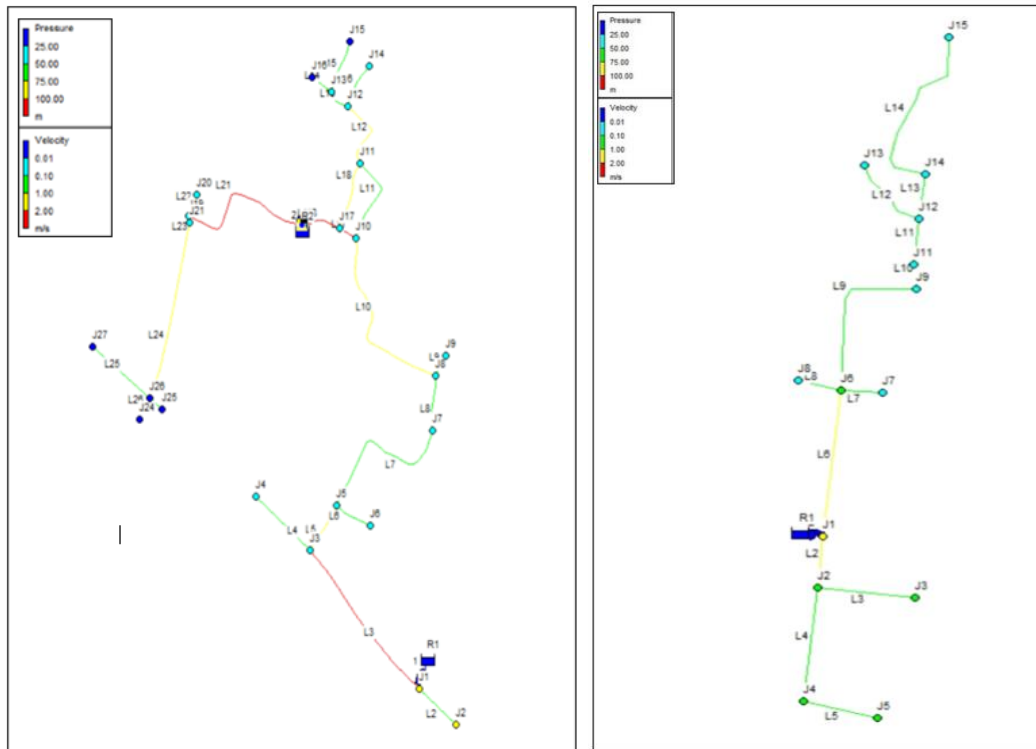 Pressure
25.00
50.00
75.00
100.00
m
Velocity
0.01
0.10
1.00
2.00
m/s
J15
J14
J16
J13
J12
L12
J11
L18
L11
J17
J10
J20
L21
J21
L23
L10
L24
J27
L25
J26
J25
J24
J9
L9
J8
L8
J7
L7
J5
L6
J6
J4
L4
L5
J3
L3
R1
1
J1
L2
J2
Pressure
25.00
50.00
75.00
100.00
m
Velocity
0.01
0.10
1.00
2.00
m/s
J15
L14
J13
J14
L12
L13
J12
L11
J11
L10
J9
L9
J8
L8
J6
J7
L7
L6
R1
J1
L2
J2
L3
J3
L4
J4
L5
J5